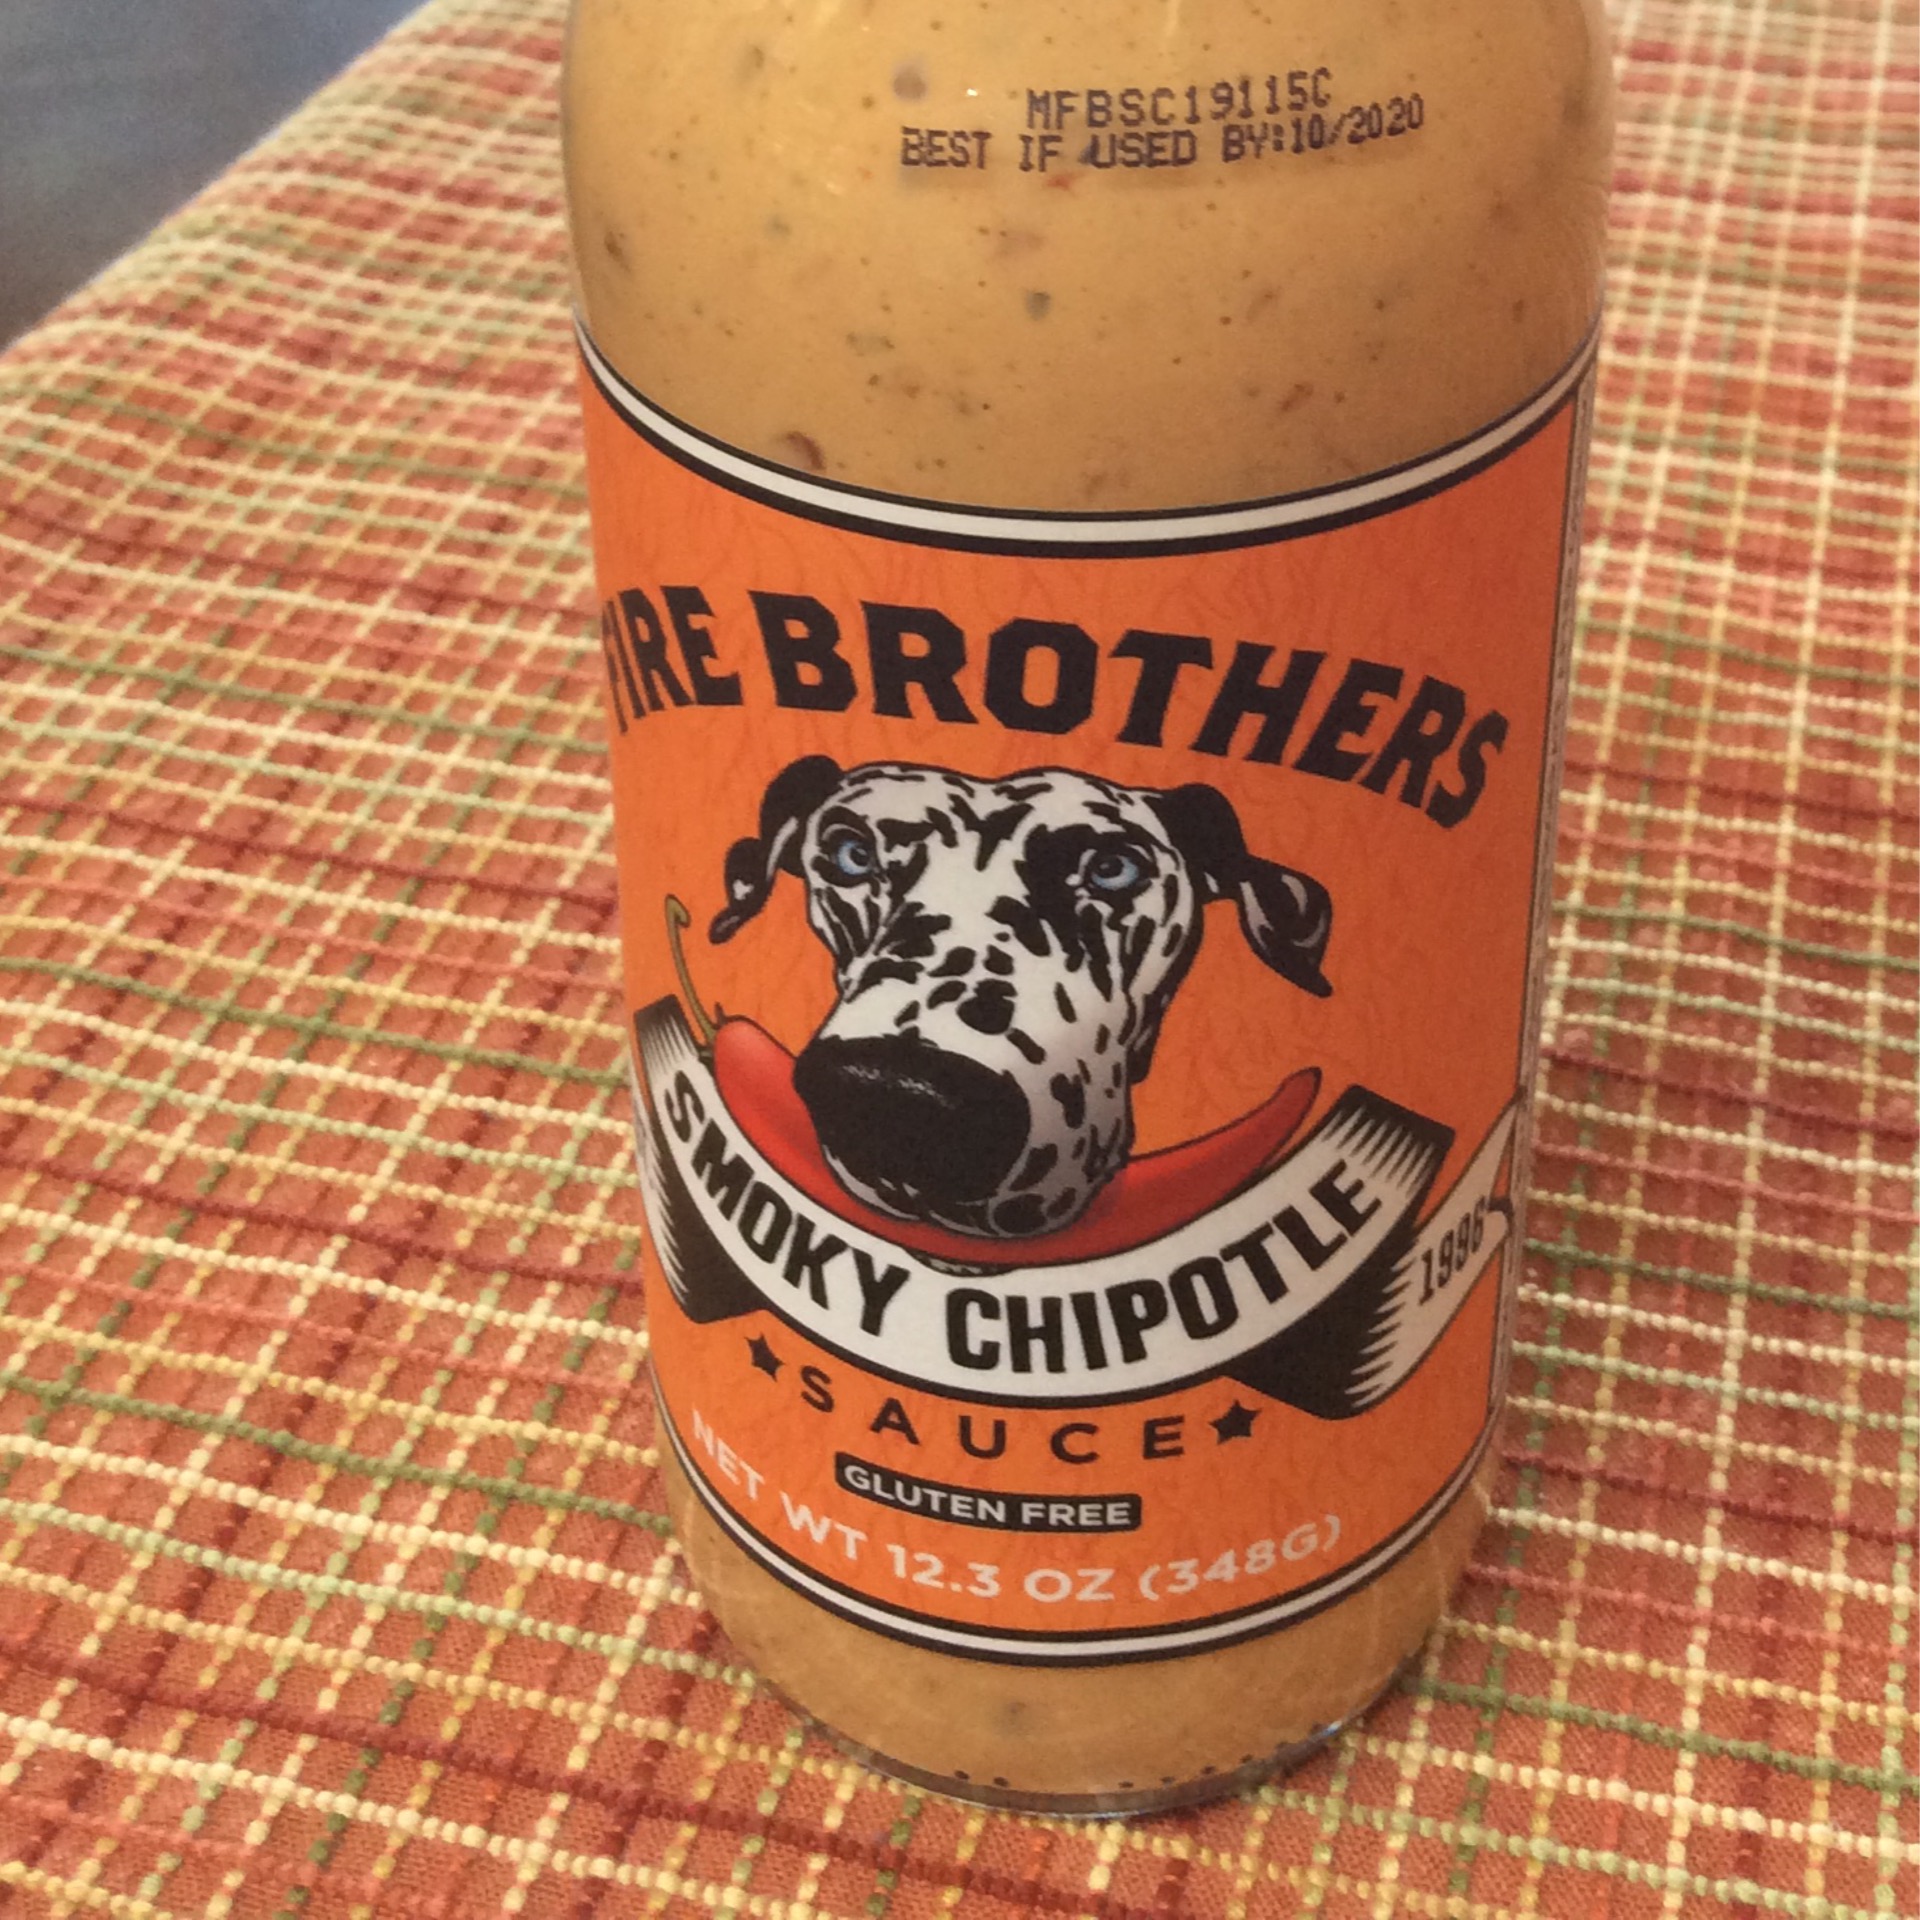 MFBSC19115C
BEST IF USED BY:10/2020
FIRE BROTHERS
SMOKY CHIPOTLE
1996
SAUCE
GLUTEN FREE
NET WT 12.3 OZ (348G)